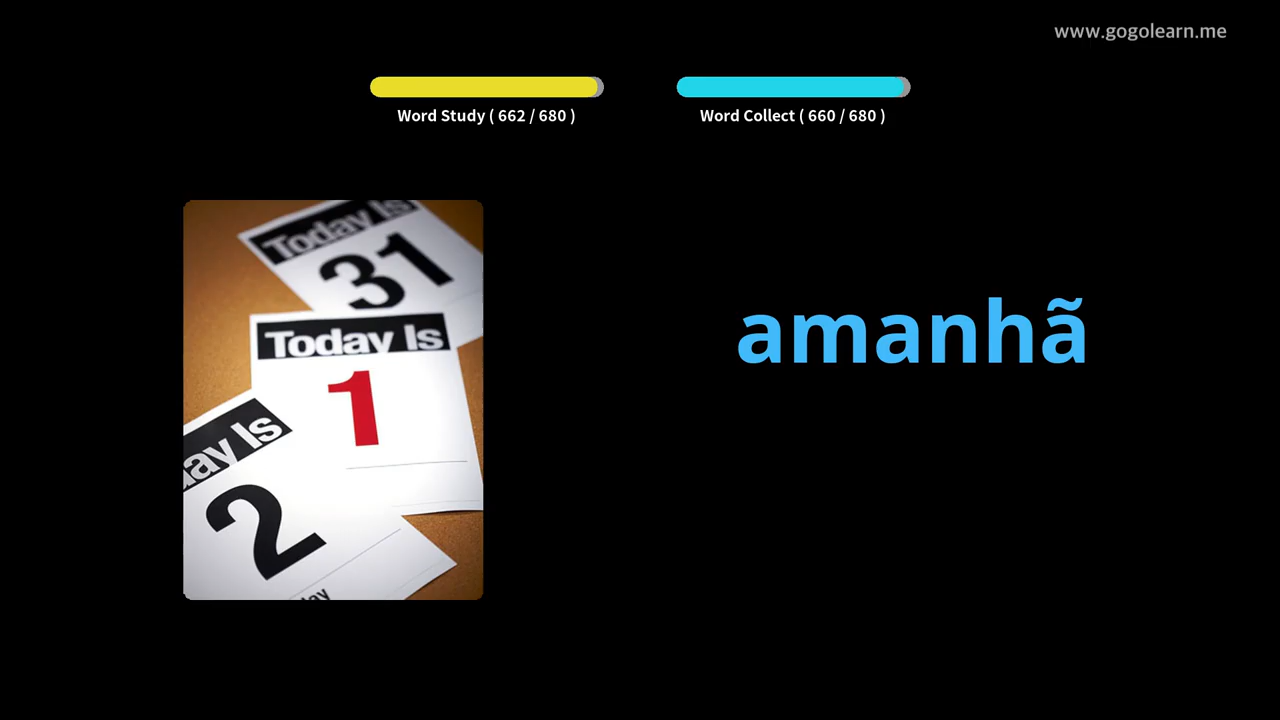 www.gogolearn.me
Word Study ( 662 / 680 )
Word Collect ( 660 / 680 )
Today Is
31
Today Is
1
ay Is
2
amanhã